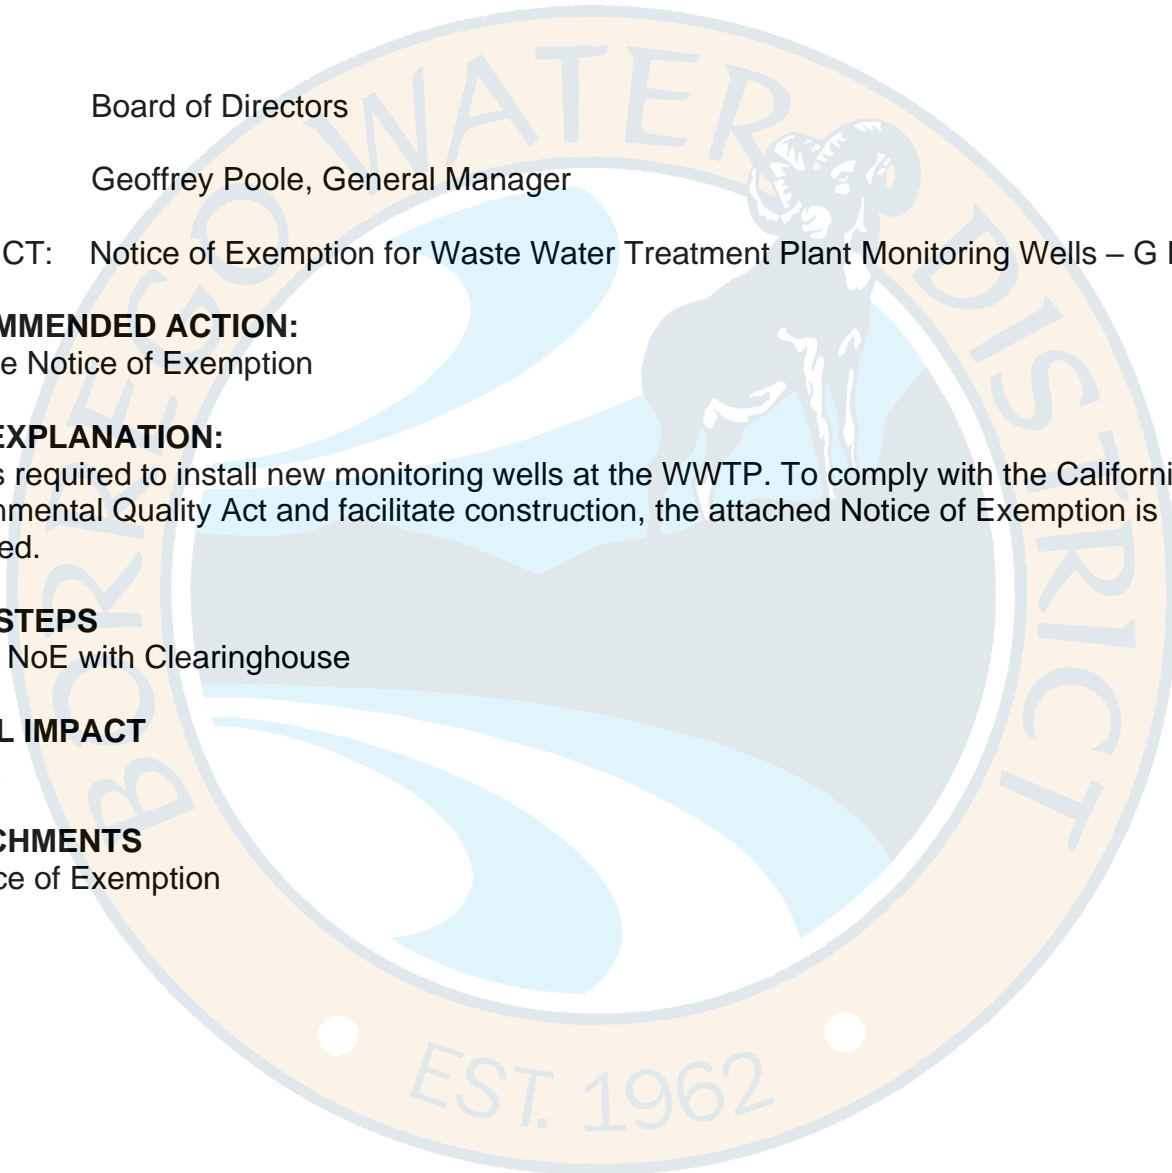 Board of Directors
Geoffrey Poole, General Manager
CT: Notice of Exemption for Waste Water Treatment Plant Monitoring Wells – G
MMENDED ACTION:
e Notice of Exemption
EXPLANATION:
s required to install new monitoring wells at the WWTP. To comply with the Californi
nmental Quality Act and facilitate construction, the attached Notice of Exemption is
ed.
STEPS
NoE with Clearinghouse
L IMPACT
CHMENTS
ce of Exemption
BORREGO WATER DISTRICT
EST. 1962